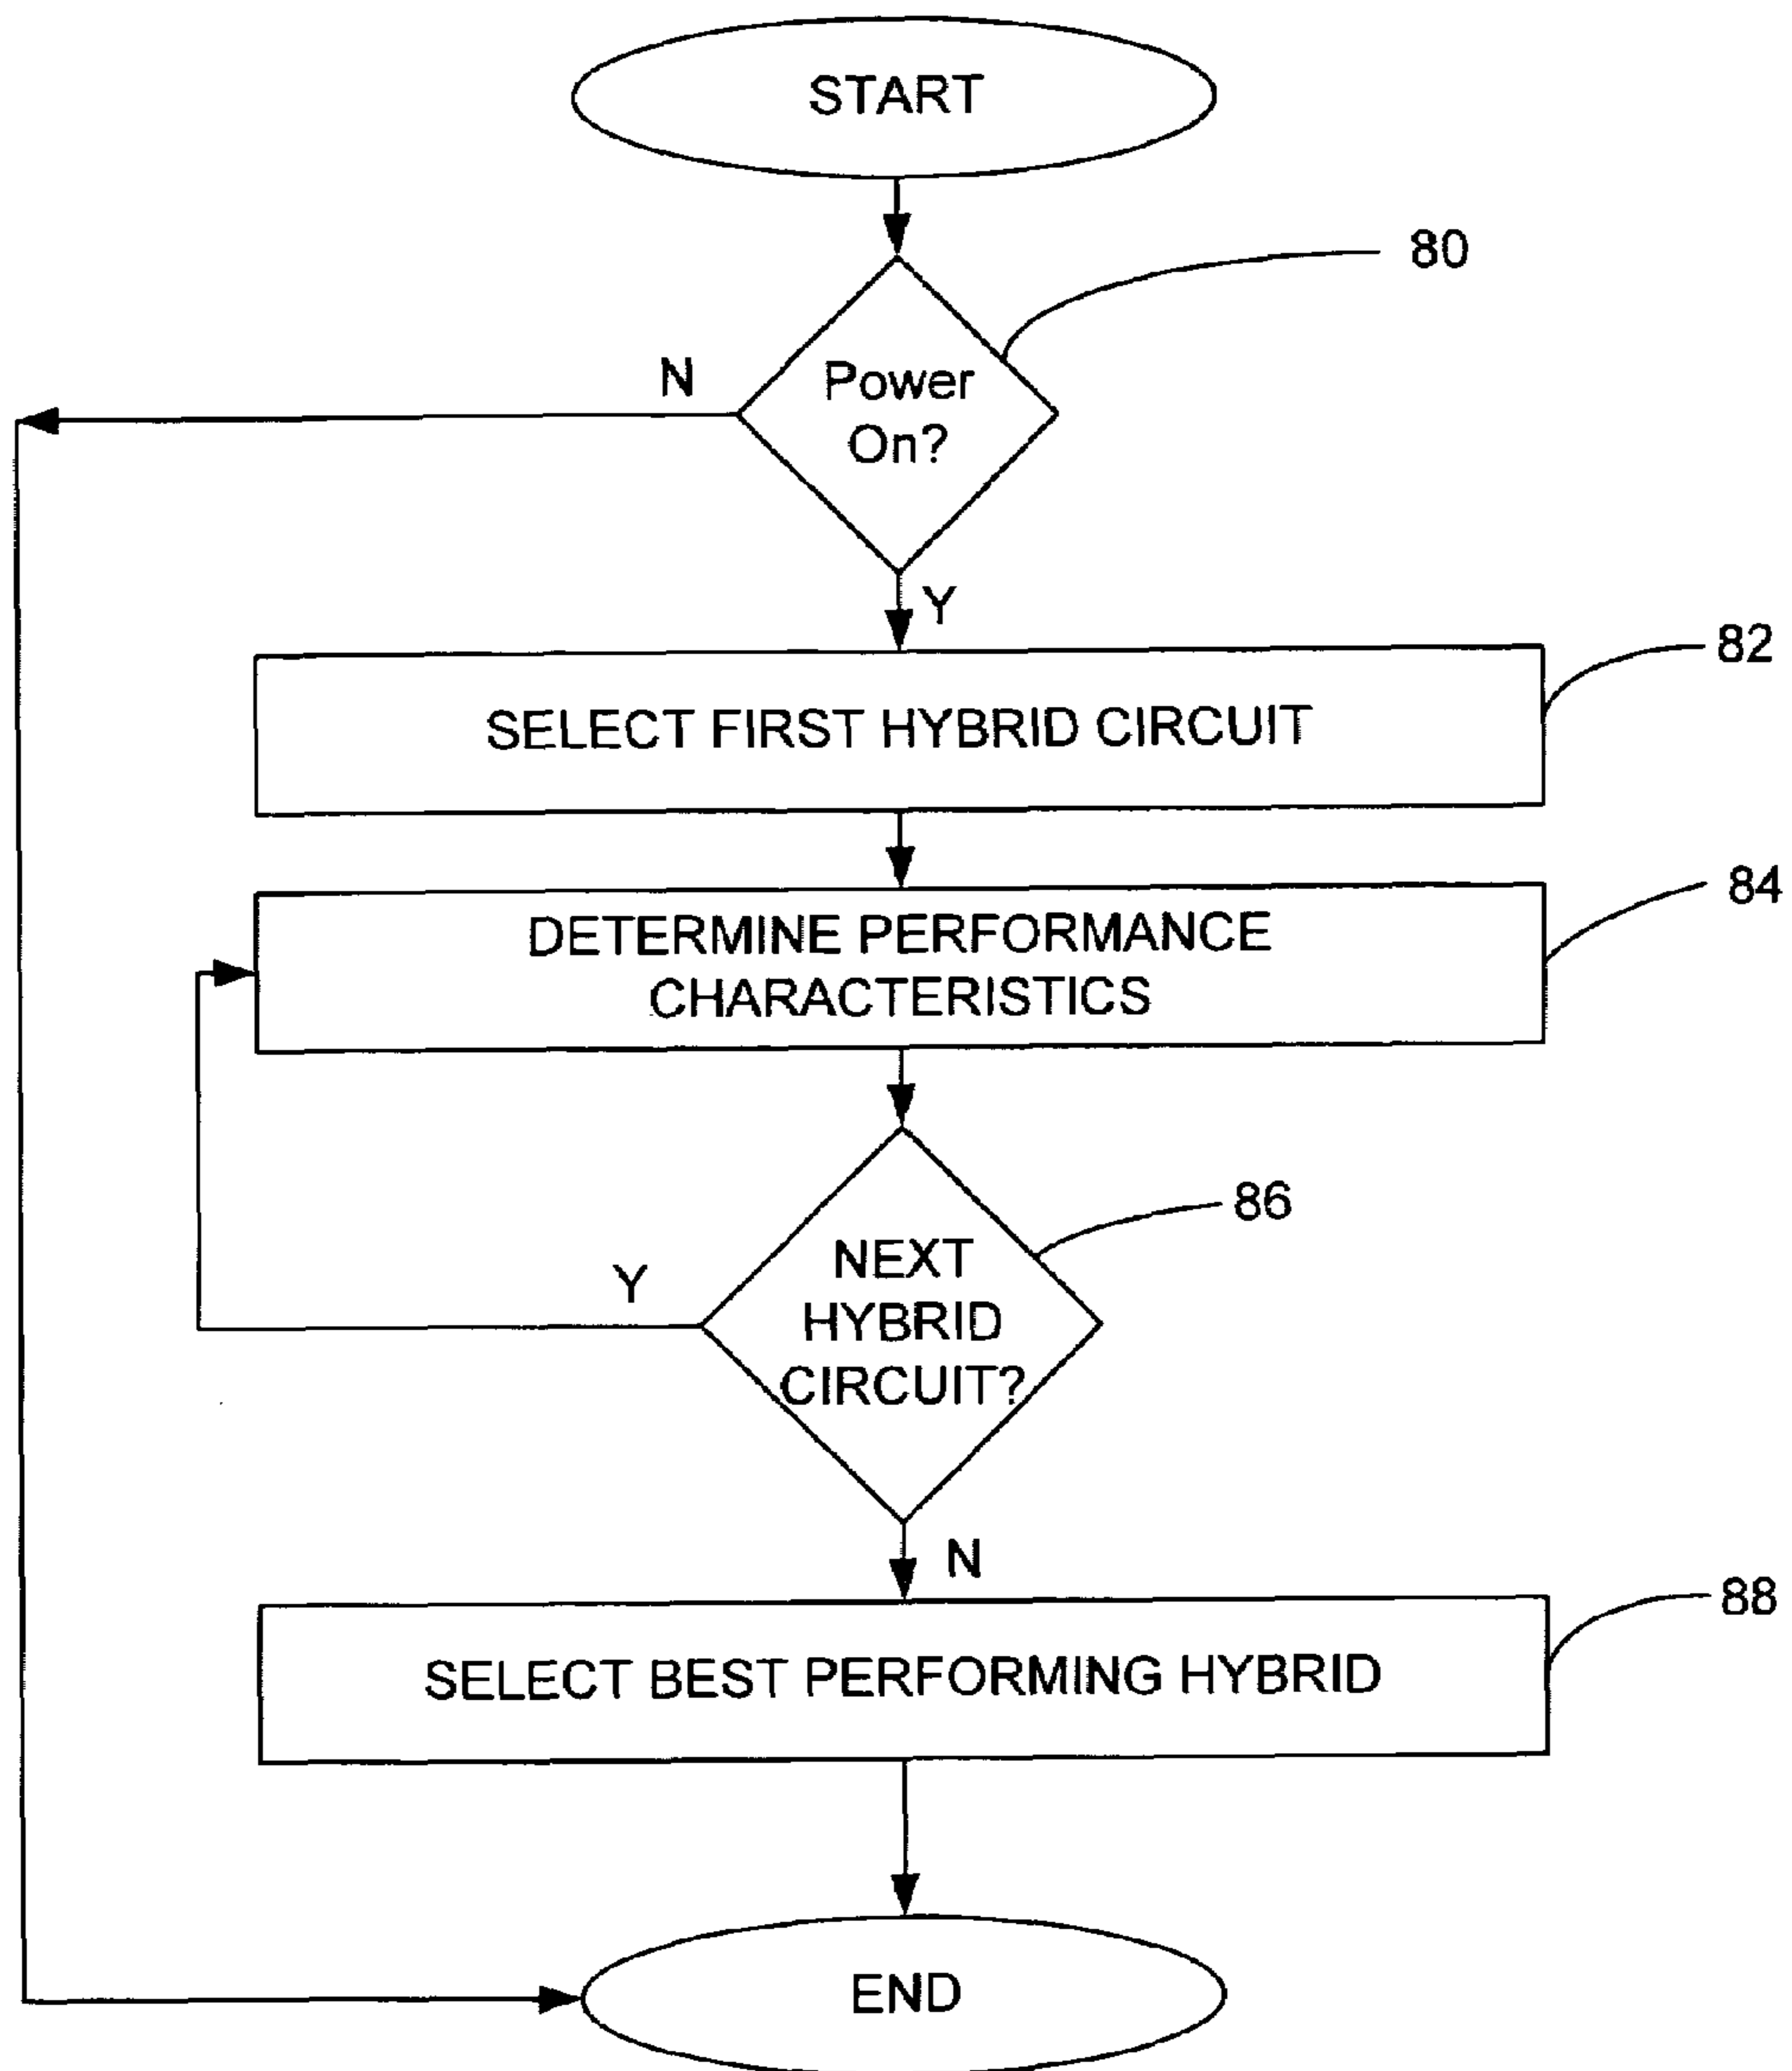 START
80
N
Power
On?
Y
82
SELECT FIRST HYBRID CIRCUIT
84
DETERMINE PERFORMANCE
CHARACTERISTICS
86
Y
NEXT
HYBRID
CIRCUIT?
N
88
SELECT BEST PERFORMING HYBRID
END